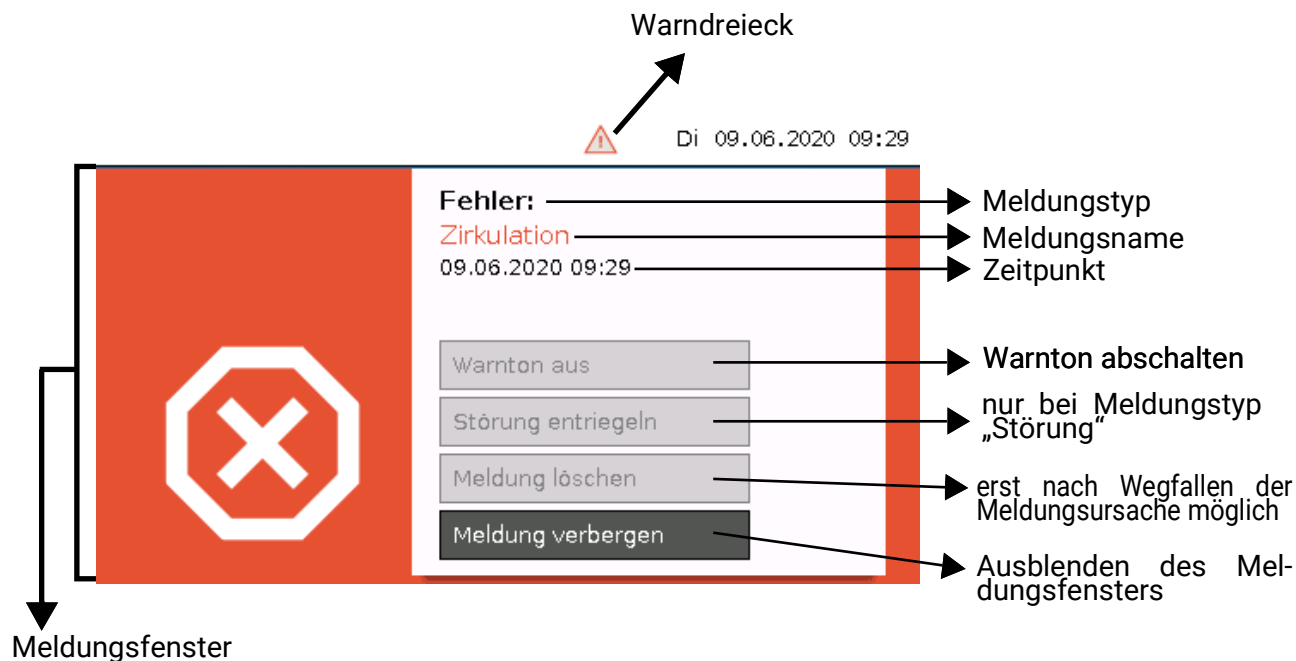 Warndreieck
Di 09.06.2020 09:29
Fehler:
Meldungstyp
Zirkulation
Meldungsname
09.06.2020 09:29
Zeitpunkt
Warnton aus
Warnton abschalten
Störung entriegeln
nur bei Meldungstyp
„Störung“
Meldung löschen
erst nach Wegfallen der
Meldungsursache möglich
Meldung verbergen
Ausblenden des Mel-
dungsfensters
Meldungsfenster